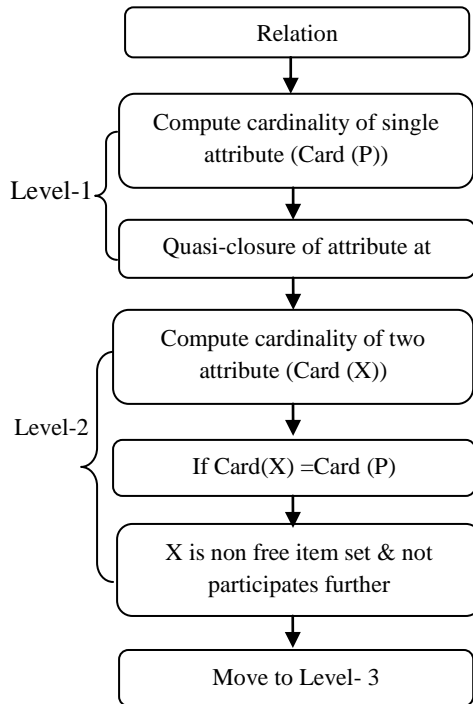 Relation
Compute cardinality of single
attribute (Card (P))
Level-1
Quasi-closure of attribute at
Compute cardinality of two
attribute (Card (X))
Level-2
If Card(X) =Card (P)
X is non free item set & not
participates further
Move to Level- 3